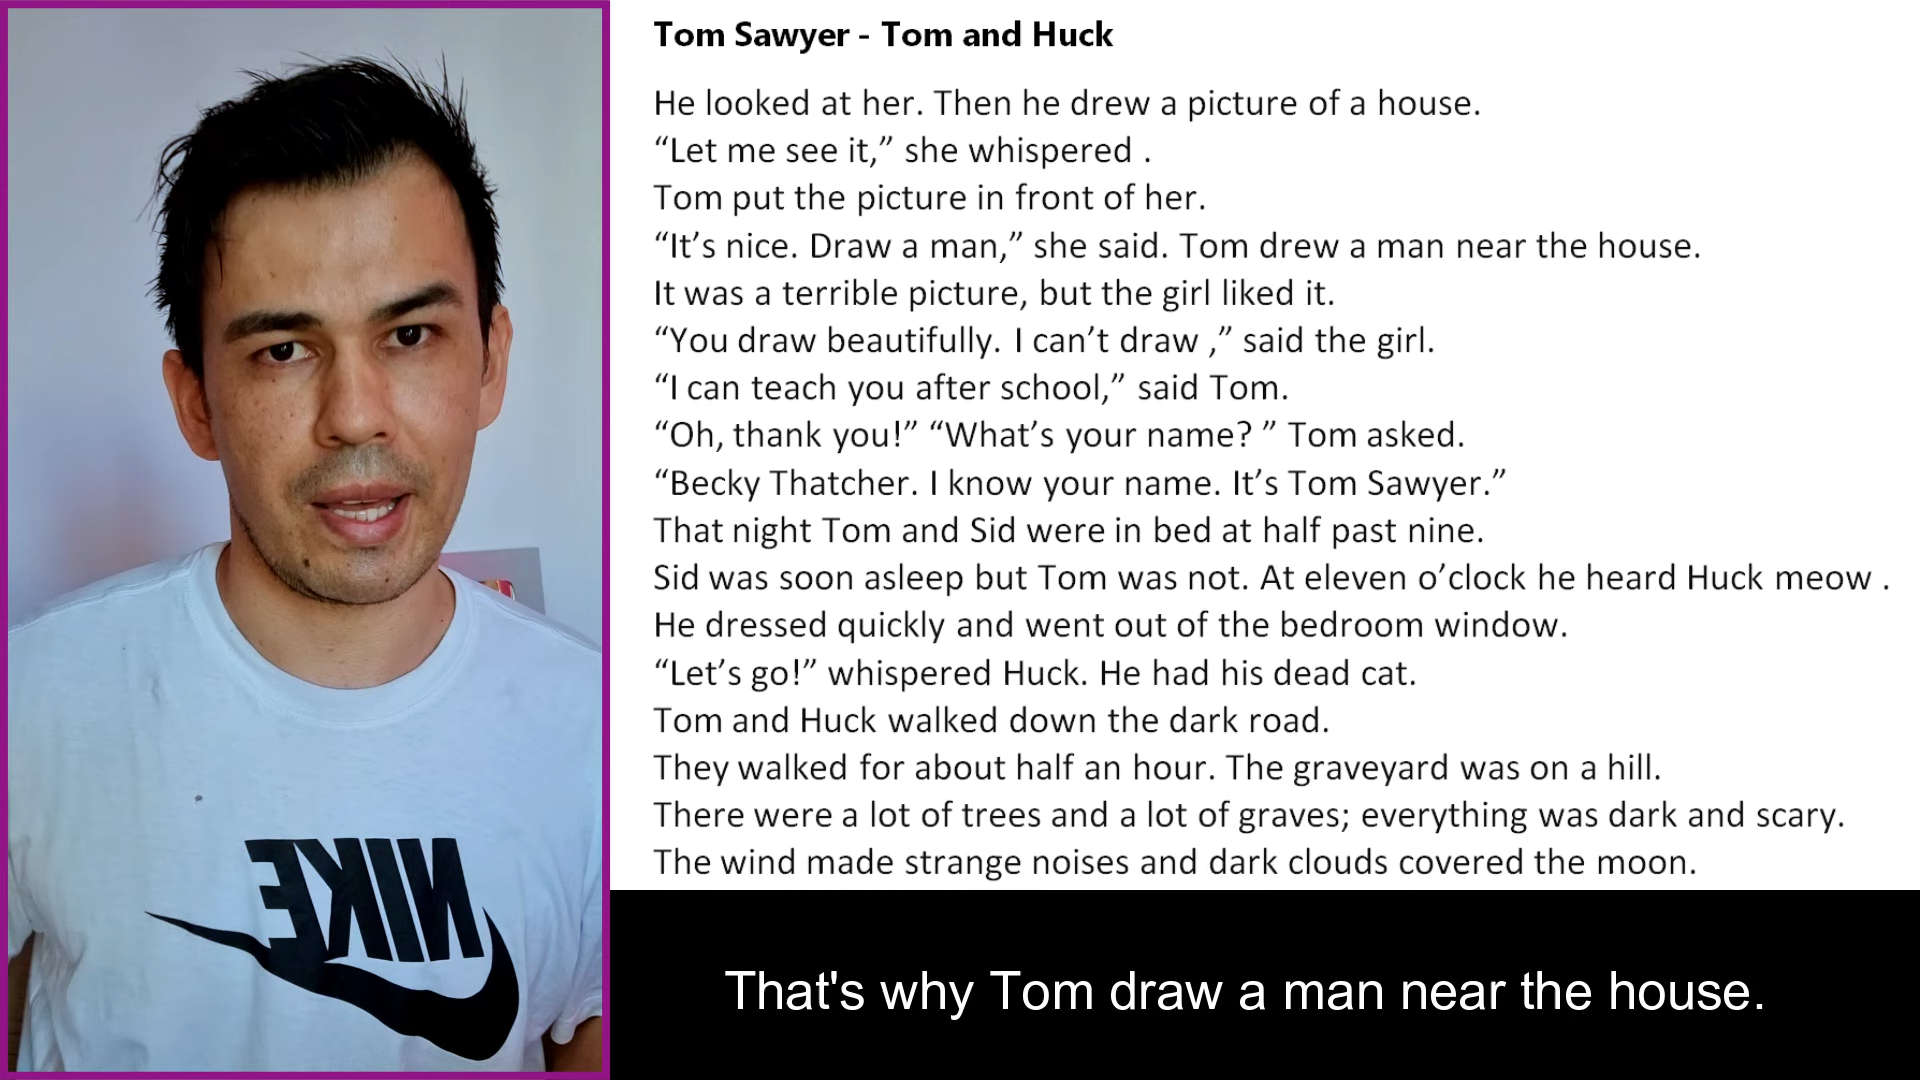 Tom Sawyer - Tom and Huck
He looked at her. Then he drew a picture of a house.
“Let me see it,” she whispered .
Tom put the picture in front of her.
“It’s nice. Draw a man,” she said. Tom drew a man near the house.
It was a terrible picture, but the girl liked it.
“You draw beautifully. I can’t draw ,” said the girl.
“I can teach you after school,” said Tom.
“Oh, thank you!” “What’s your name? ” Tom asked.
“Becky Thatcher. I know your name. It’s Tom Sawyer.”
That night Tom and Sid were in bed at half past nine.
Sid was soon asleep but Tom was not. At eleven o’clock he heard Huck meow .
He dressed quickly and went out of the bedroom window.
“Let’s go!” whispered Huck. He had his dead cat.
Tom and Huck walked down the dark road.
They walked for about half an hour. The graveyard was on a hill.
There were a lot of trees and a lot of graves; everything was dark and scary.
The wind made strange noises and dark clouds covered the moon.
NIKE
That's why Tom draw a man near the house.